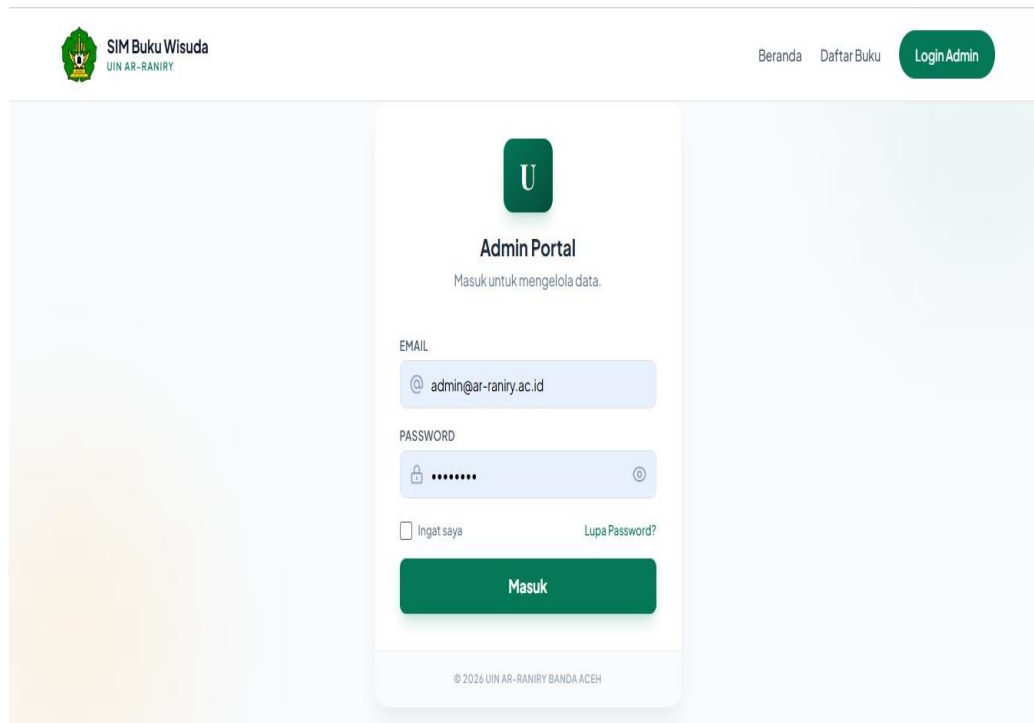 SIM Buku Wisuda
UIN AR-RANIRY
Beranda Daftar Buku Login Admin
U
Admin Portal
Masuk untuk mengelola data.
EMAIL
@ admin@ar-raniry.ac.id
PASSWORD
••••••••
Ingat saya Lupa Password?
Masuk
© 2026 UIN AR-RANIRY BANDA ACEH